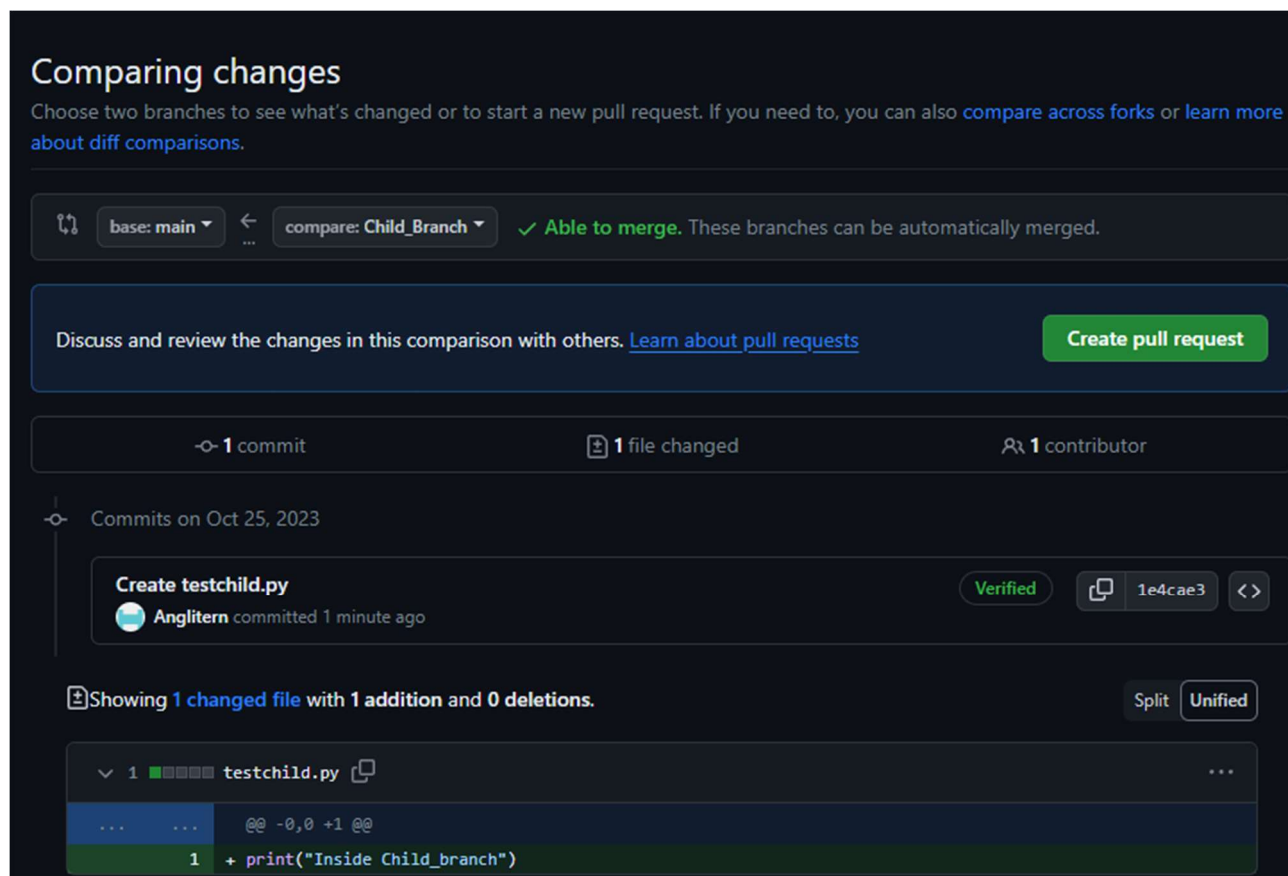 Comparing changes
Choose two branches to see what's changed or to start a new pull request. If you need to, you can also compare across forks or learn more
about diff comparisons.
base: main ← compare: Child_Branch ✓ Able to merge. These branches can be automatically merged.
...
Discuss and review the changes in this comparison with others. Learn about pull requests Create pull request
1 commit 1 file changed 1 contributor
Commits on Oct 25, 2023
Create testchild.py Verified 1e4cae3 <>
Anglitern committed 1 minute ago
Showing 1 changed file with 1 addition and 0 deletions. Split Unified
1 testchild.py ...
... ... @@ -0,0 +1 @@
1 + print("Inside Child_branch")